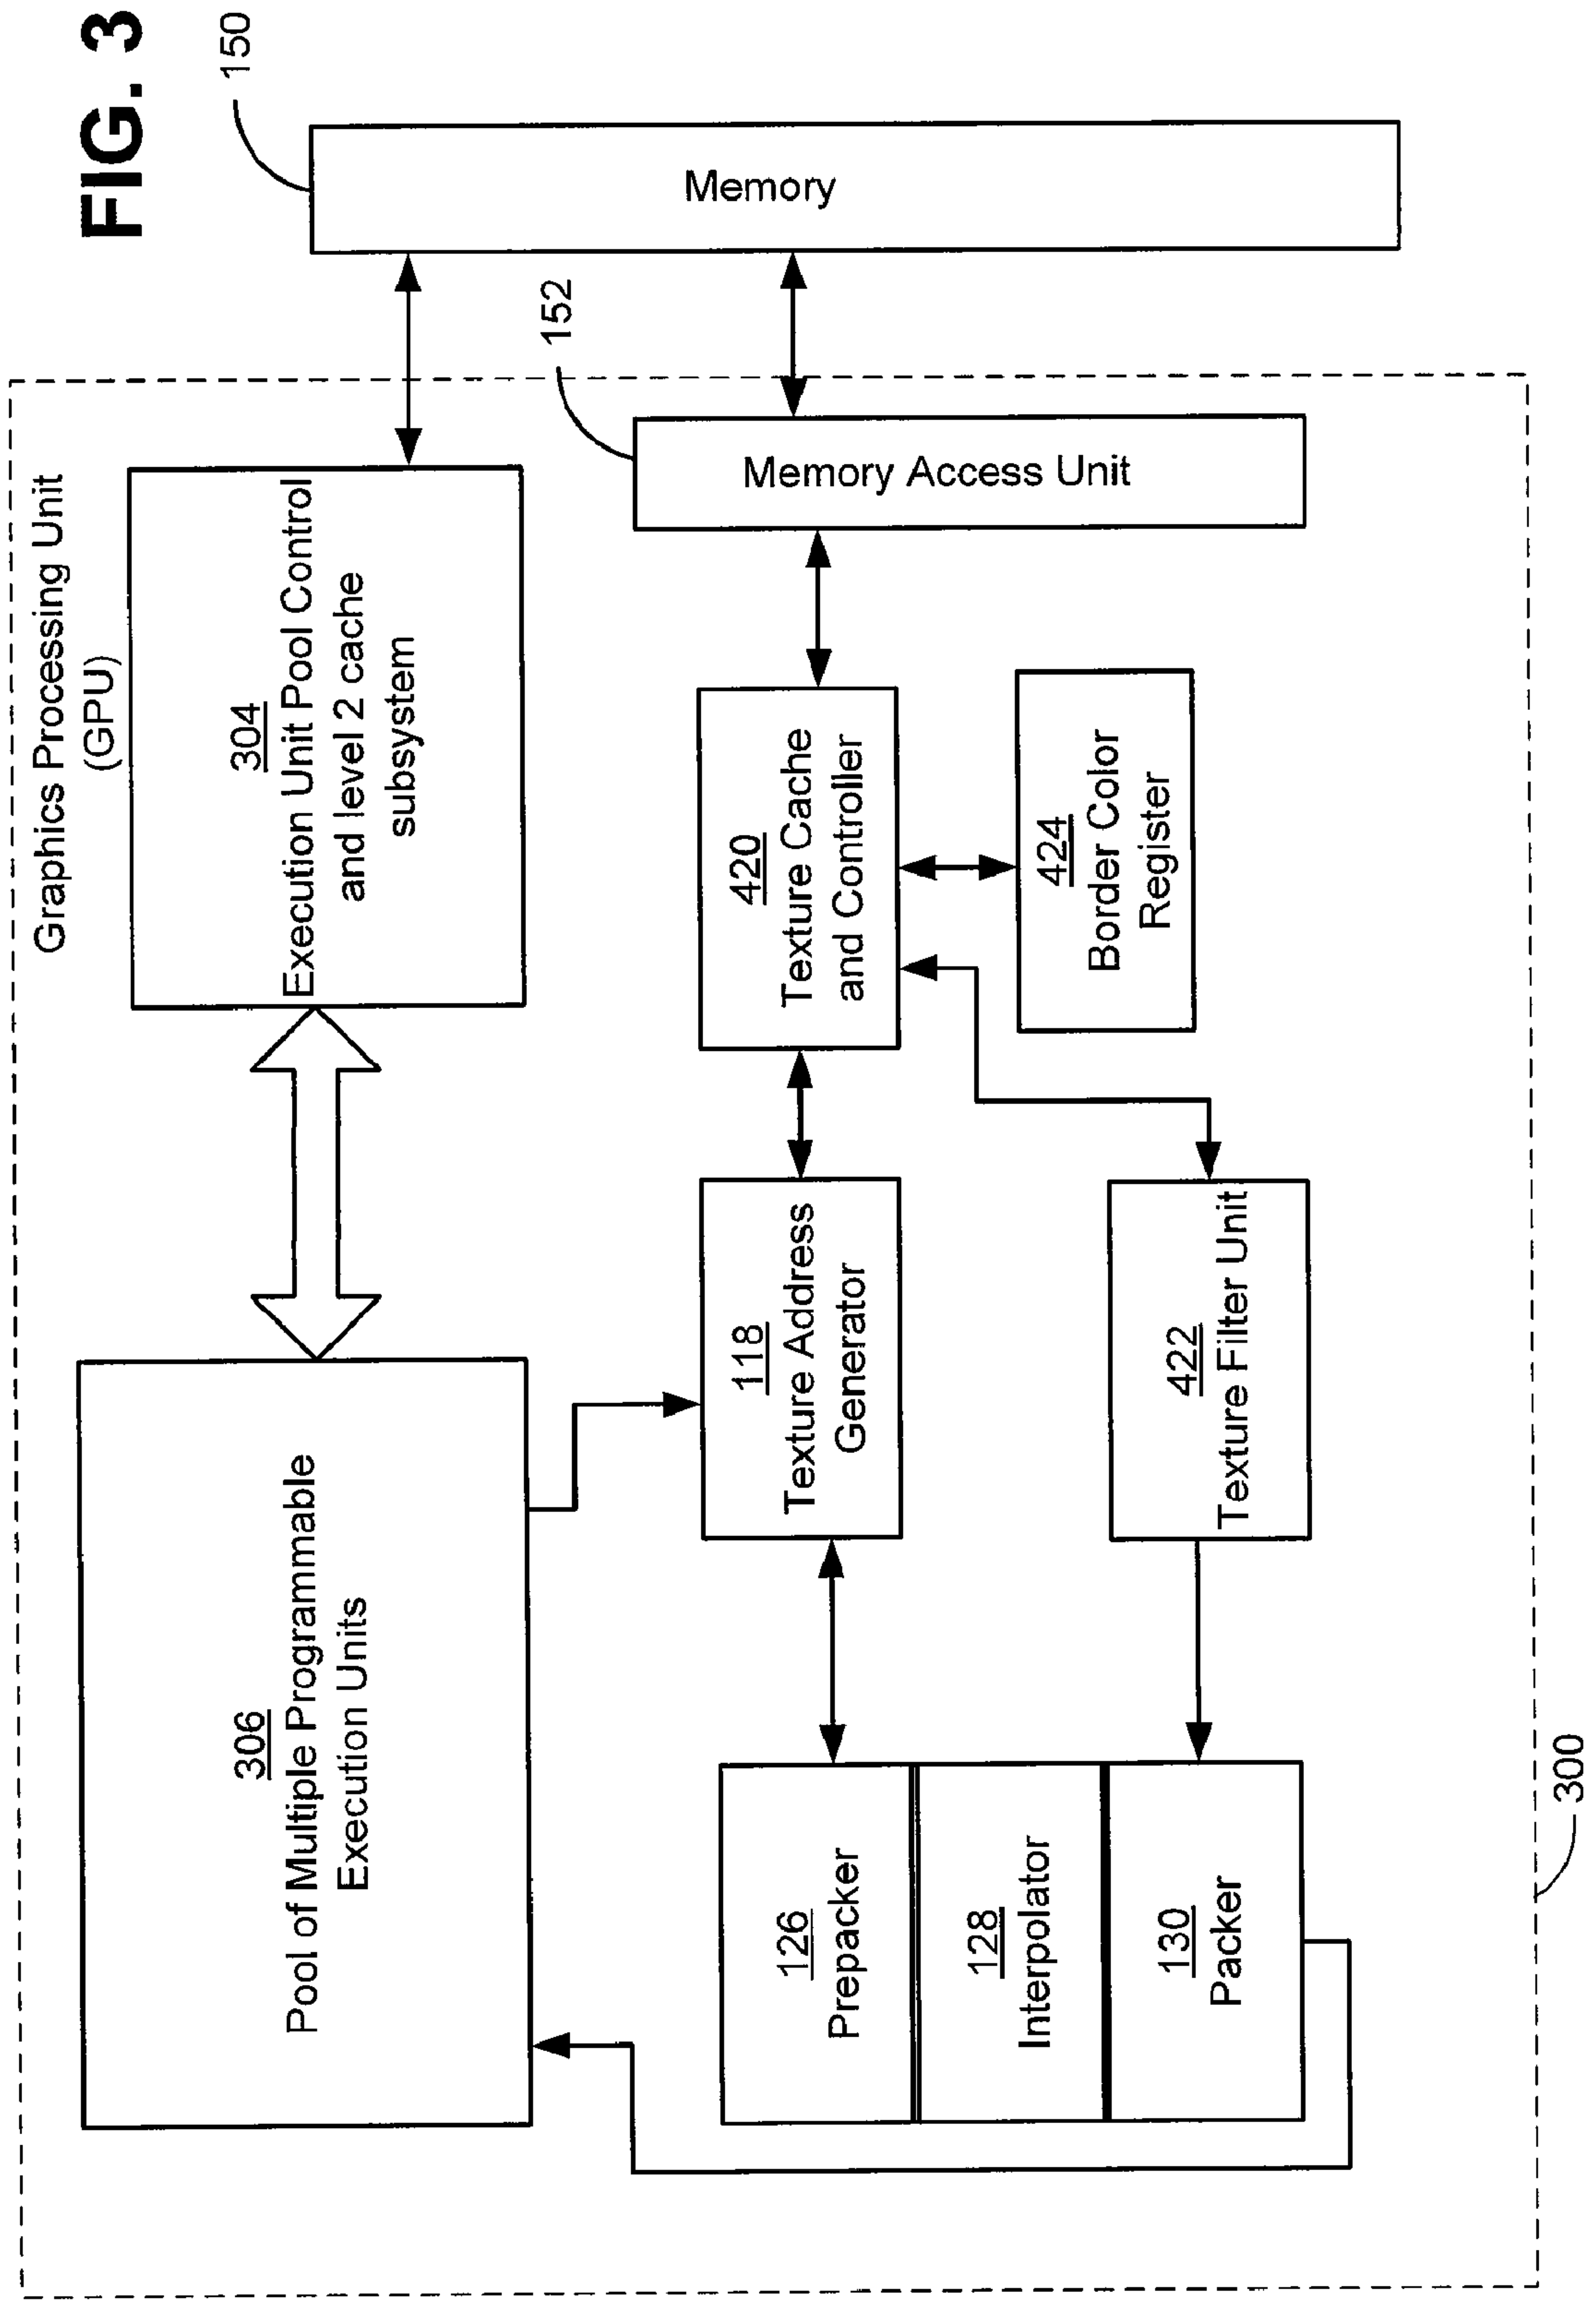 FIG. 3
Graphics Processing Unit
(GPU)
306
Pool of Multiple Programmable
Execution Units
304
Execution Unit Pool Control
and level 2 cache
subsystem
150
Memory
152
Memory Access Unit
126
Prepacker
128
Interpolator
130
Packer
118
Texture Address
Generator
422
Texture Filter Unit
420
Texture Cache
and Controller
424
Border Color
Register
300